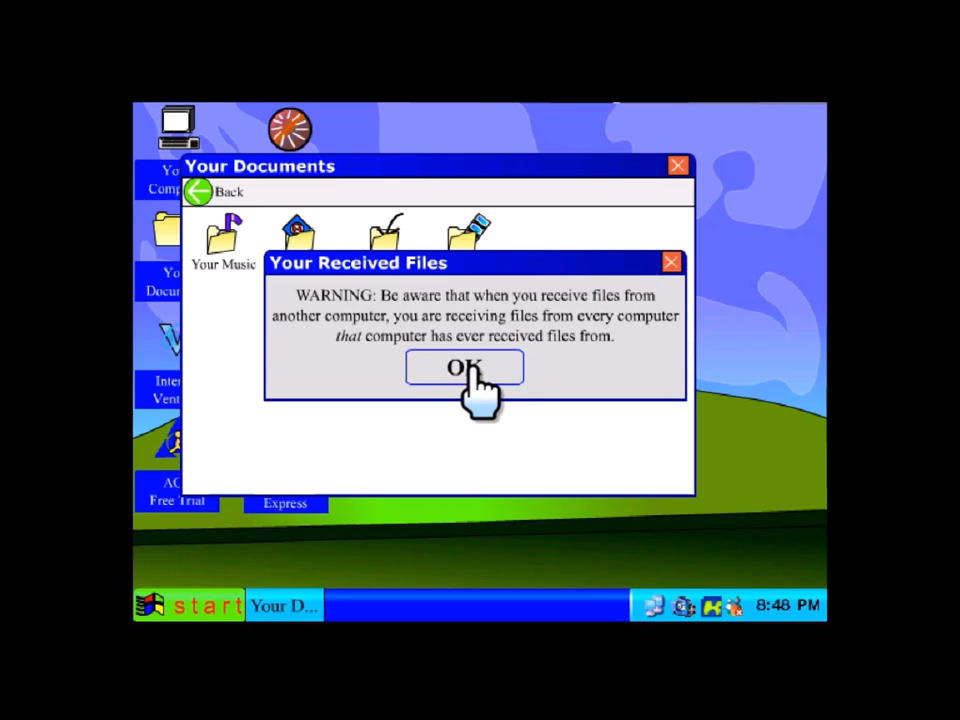 Your Documents
Back
Your Music
Your Received Files
WARNING: Be aware that when you receive files from
another computer, you are receiving files from every computer
that computer has ever received files from.
OK
Free Trial
Express
start
Your D...
8:48 PM